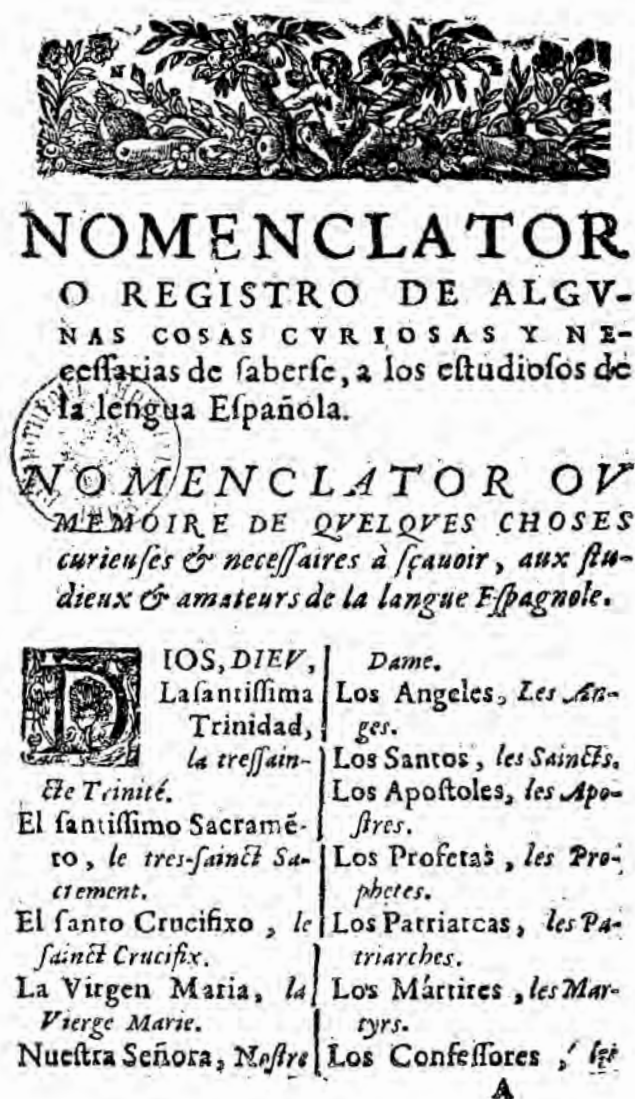 NOMENCLATOR
O REGISTRO DE ALGV-
NAS COSAS CVRIOSAS Y NE-
ceſſarias de ſaberſe, a los eſtudioſos de
la lengua Eſpañola.
NOMENCLATOR OV
MEMOIRE DE QVELQVES CHOSES
curieuſes & neceſſaires à ſçauoir, aux ſtu-
dieux & amateurs de la langue Eſpagnole.
DIOS, DIEV,
La ſantiſſima
Trinidad,
la treſſain-
cte Trinité.
El ſantiſſimo Sacramẽ-
to, le tres-ſainct Sa-
crement.
El ſanto Crucifixo, le
ſainct Crucifix.
La Virgen Maria, la
Vierge Marie.
Nueſtra Señora, Noſtre
Dame.
Los Angeles, Les An-
ges.
Los Santos, les Saincts.
Los Apoſtoles, les Apo-
ſtres.
Los Profetas, les Pro-
phetes.
Los Patriarcas, les Pa-
triarches.
Los Mártires, les Mar-
tyrs.
Los Confeſſores, les
A